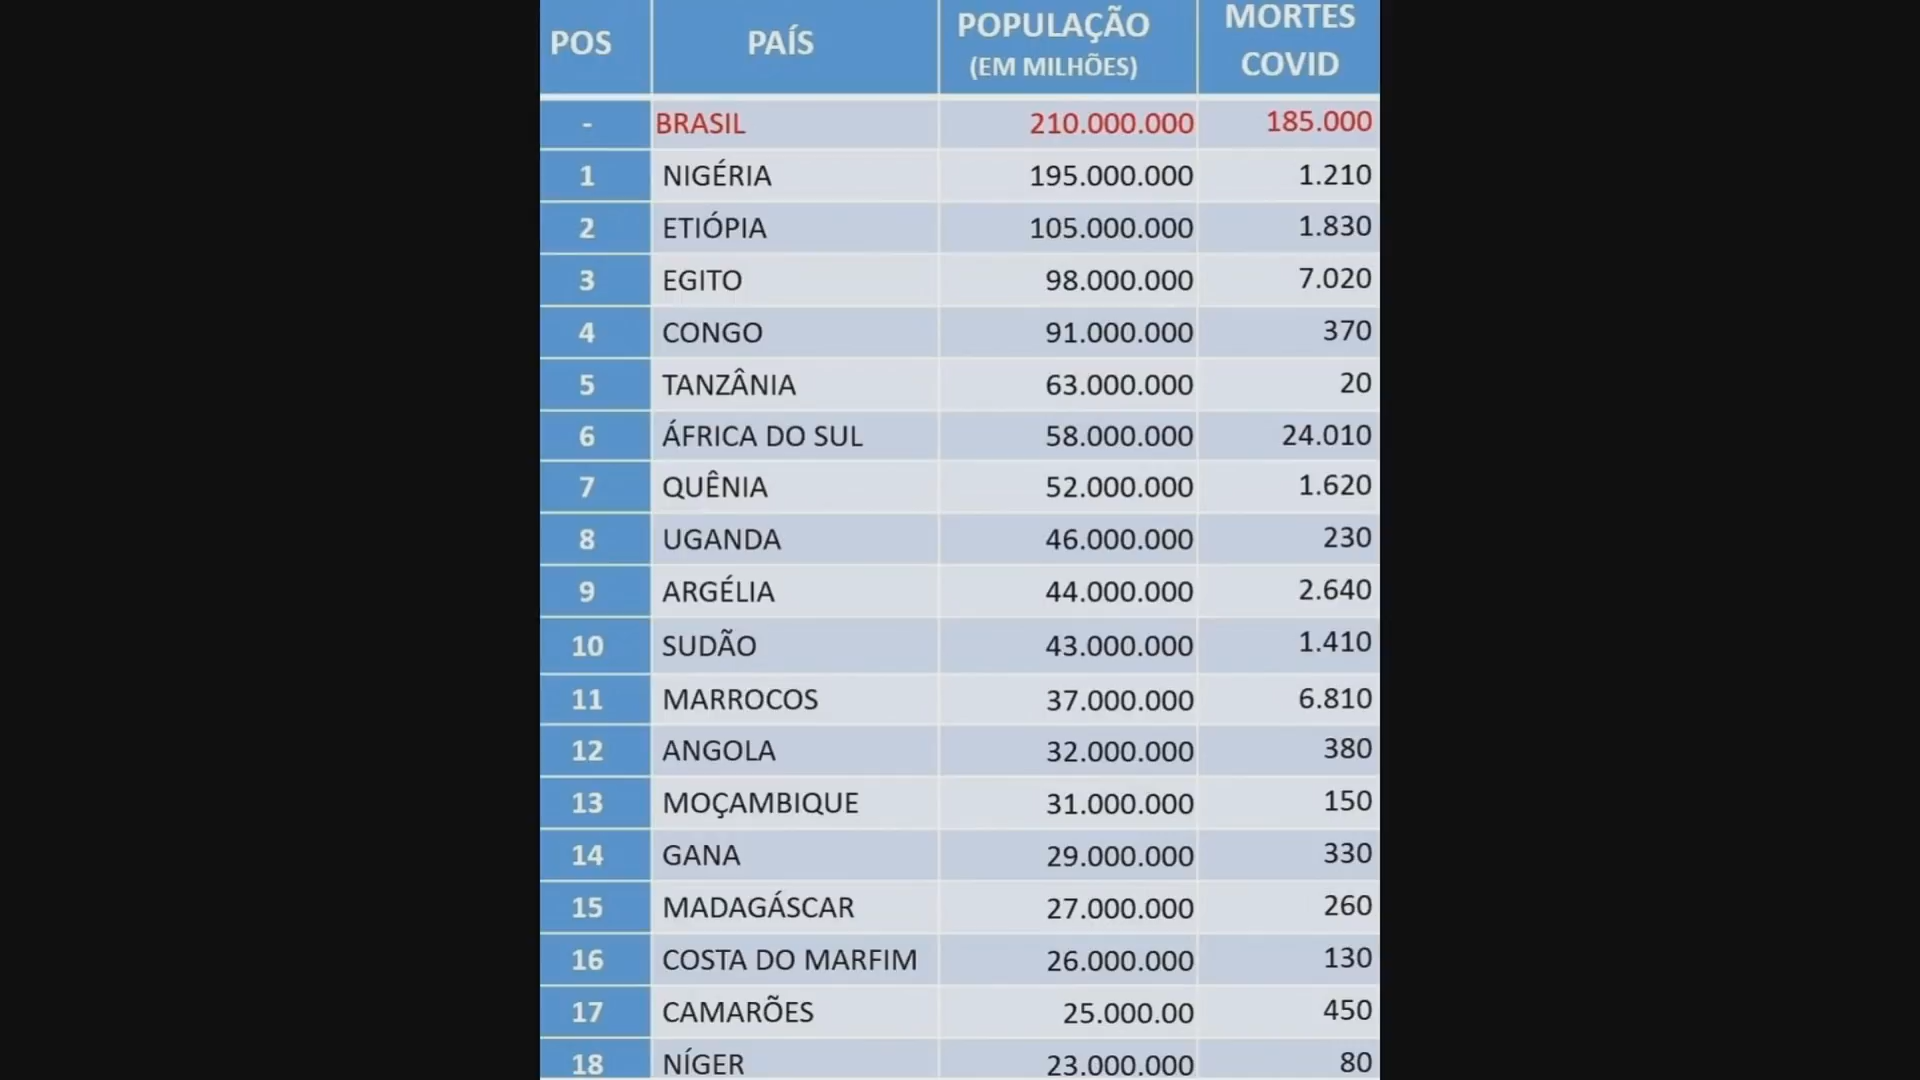 POS PAÍS POPULAÇÃO (EM MILHÕES) MORTES COVID
- BRASIL 210.000.000 185.000
1 NIGÉRIA 195.000.000 1.210
2 ETIÓPIA 105.000.000 1.830
3 EGITO 98.000.000 7.020
4 CONGO 91.000.000 370
5 TANZÂNIA 63.000.000 20
6 ÁFRICA DO SUL 58.000.000 24.010
7 QUÊNIA 52.000.000 1.620
8 UGANDA 46.000.000 230
9 ARGÉLIA 44.000.000 2.640
10 SUDÃO 43.000.000 1.410
11 MARROCOS 37.000.000 6.810
12 ANGOLA 32.000.000 380
13 MOÇAMBIQUE 31.000.000 150
14 GANA 29.000.000 330
15 MADAGÁSCAR 27.000.000 260
16 COSTA DO MARFIM 26.000.000 130
17 CAMARÕES 25.000.00 450
18 NÍGER 23.000.000 80